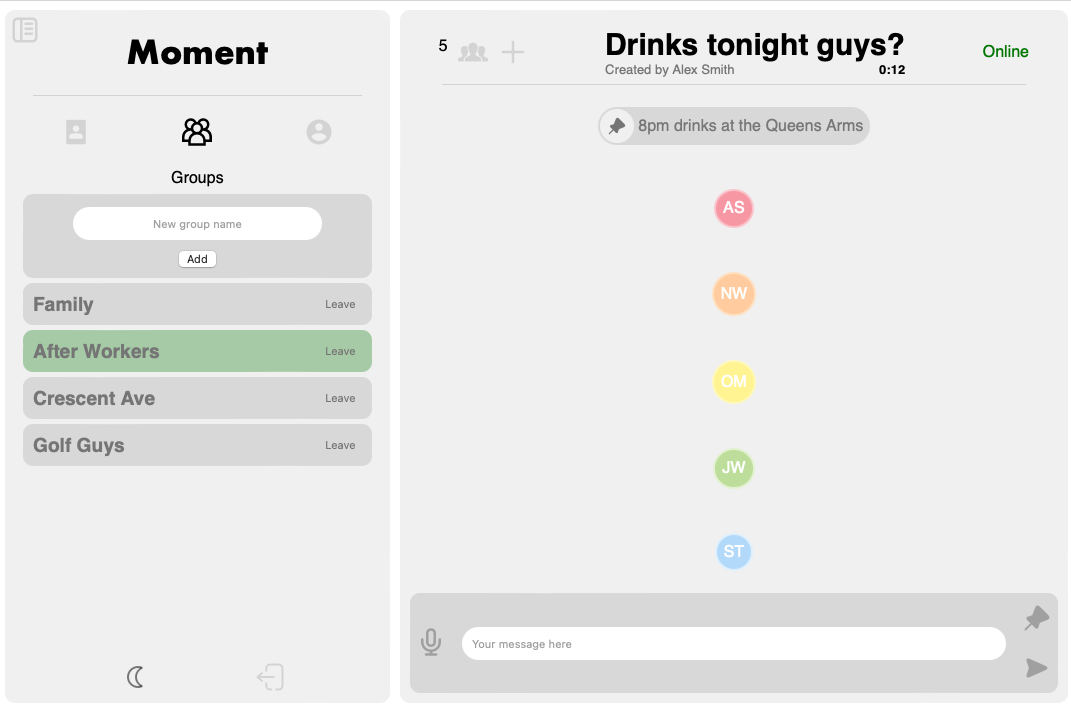 Moment
Groups
New group name
Add
Family
Leave
After Workers
Leave
Crescent Ave
Leave
Golf Guys
Leave
5
Drinks tonight guys?
Created by Alex Smith
0:12
Online
8pm drinks at the Queens Arms
AS
NW
OM
JW
ST
Your message here